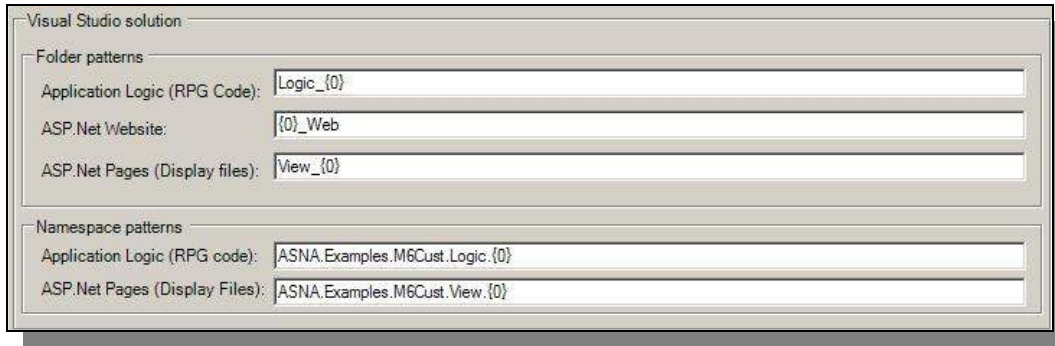 Visual Studio solution
Folder patterns
Application Logic (RPG Code): Logic_{0}
ASP.Net Website: {0}_Web
ASP.Net Pages (Display files): View_{0}
Namespace patterns
Application Logic (RPG code): ASNA.Examples.M6Cust.Logic.{0}
ASP.Net Pages (Display Files): ASNA.Examples.M6Cust.View.{0}